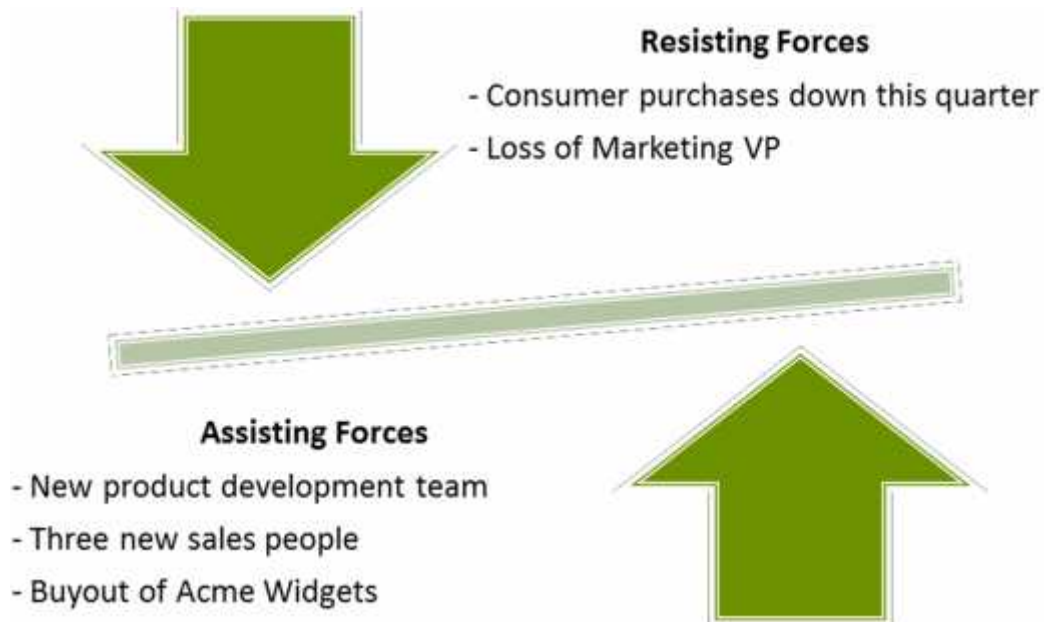 Resisting Forces
- Consumer purchases down this quarter
- Loss of Marketing VP
Assisting Forces
- New product development team
- Three new sales people
- Buyout of Acme Widgets